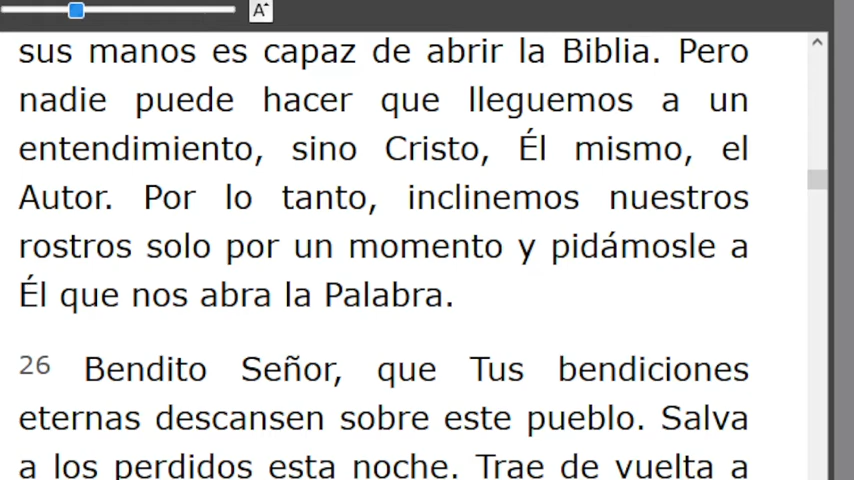 A
sus manos es capaz de abrir la Biblia. Pero
nadie puede hacer que lleguemos a un
entendimiento, sino Cristo, Él mismo, el
Autor. Por lo tanto, inclinemos nuestros
rostros solo por un momento y pidámosle a
Él que nos abra la Palabra.
26 Bendito Señor, que Tus bendiciones
eternas descansen sobre este pueblo. Salva
a los perdidos esta noche. Trae de vuelta a